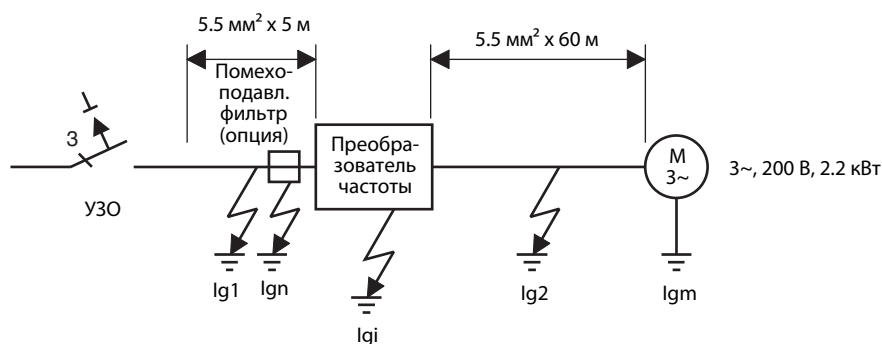 5.5 мм² x 5 м
5.5 мм² x 60 м
Помехо-
подавл.
фильтр
(опция)
3
УЗО
Преобра-
зователь
частоты
М
3~
3~, 200 В, 2.2 кВт
Ig1
Ign
Igi
Ig2
Igm